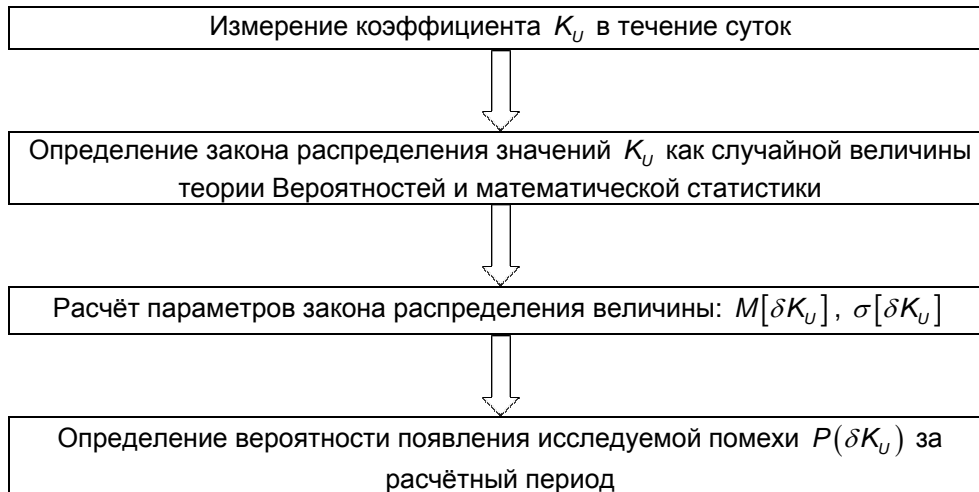 Измерение коэффициента K_U в течение суток
Определение закона распределения значений K_U как случайной величины
теории Вероятностей и математической статистики
Расчёт параметров закона распределения величины: M[δK_U], σ[δK_U]
Определение вероятности появления исследуемой помехи P(δK_U) за
расчётный период